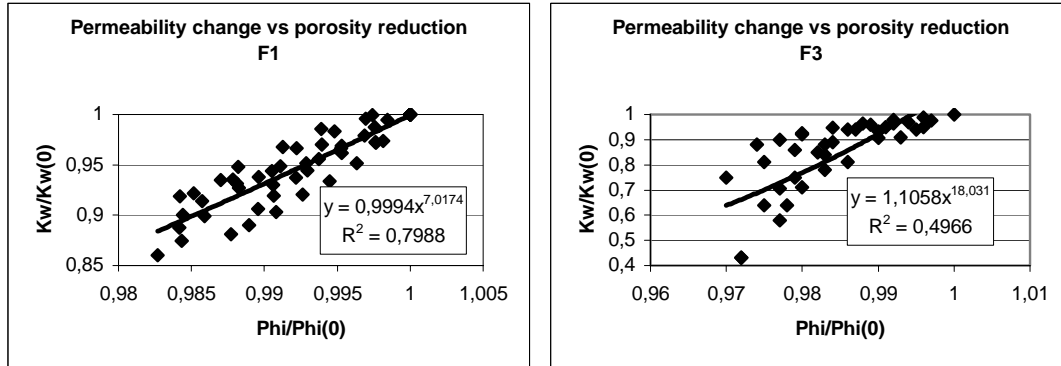 Permeability change vs porosity reduction
F1
1
0,95
0,9
0,85
Kw/Kw(0)
y = 0,9994x^7,0174
R² = 0,7988
0,98 0,985 0,99 0,995 1 1,005
Phi/Phi(0)
Permeability change vs porosity reduction
F3
1
0,9
0,8
0,7
0,6
0,5
0,4
Kw/Kw(0)
y = 1,1058x^18,031
R² = 0,4966
0,96 0,97 0,98 0,99 1 1,01
Phi/Phi(0)